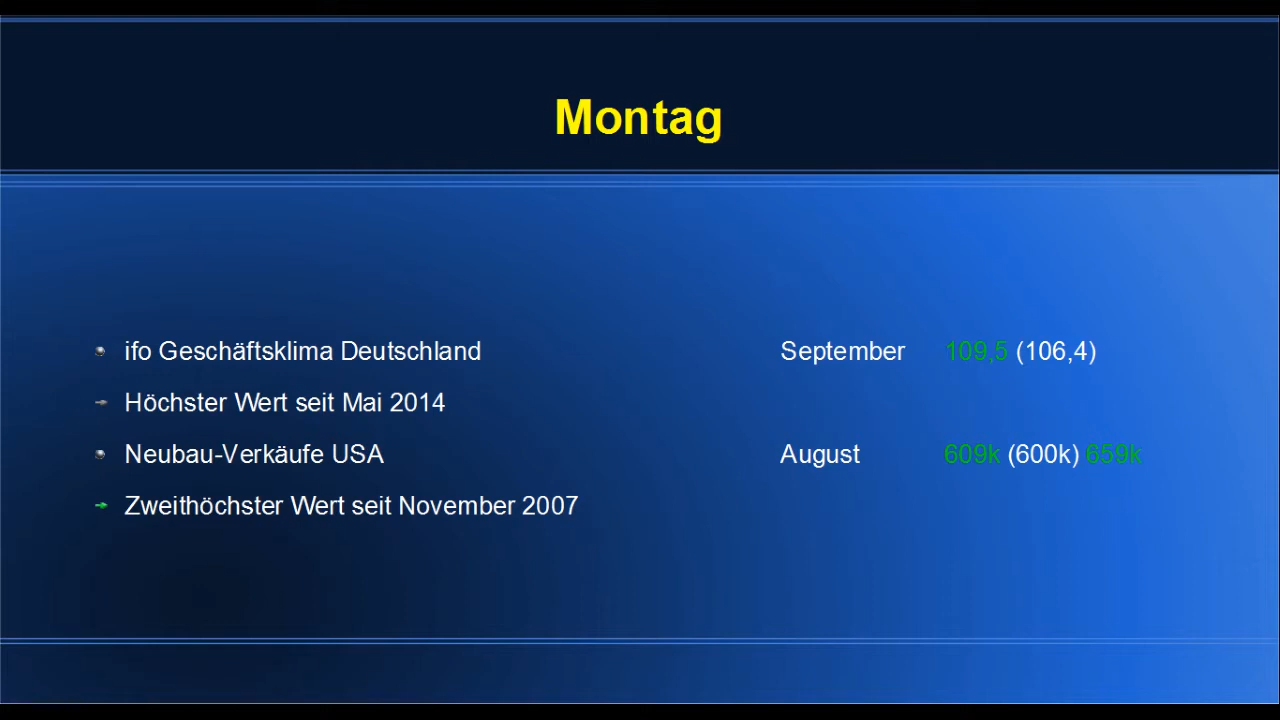 Montag
ifo Geschäftsklima Deutschland September 109,5 (106,4)
Höchster Wert seit Mai 2014
Neubau-Verkäufe USA August 609k (600k) 659k
Zweithöchster Wert seit November 2007